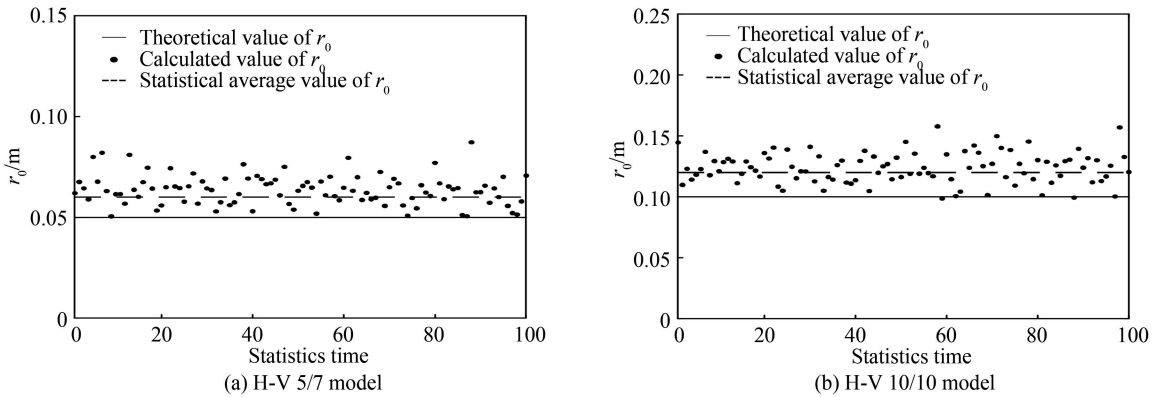 0.15
0.10
0.05
0
r0/m
Theoretical value of r0
Calculated value of r0
Statistical average value of r0
0 20 40 60 80 100
Statistics time
(a) H-V 5/7 model
0.25
0.20
0.15
0.10
0.05
0
r0/m
Theoretical value of r0
Calculated value of r0
Statistical average value of r0
0 20 40 60 80 100
Statistics time
(b) H-V 10/10 model